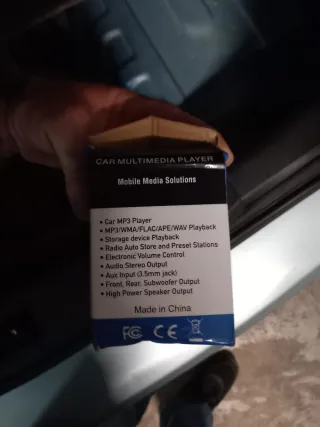 CAR MULTIMEDIA PLAYER
Mobile Media Solutions
• Car MP3 Player
• MP3/WMA/FLAC/APE/WAV Playback
• Storage device Playback
• Radio Auto Store and Preset Stations
• Electronic Volume Control
• Audio Stereo Output
• Aux Input (3.5mm jack)
• Front, Rear, Subwoofer Output
• High Power Speaker Output
Made in China
FC CE